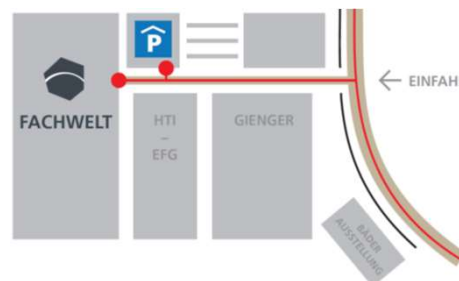 P
EINFAH
FACHWELT
HTI
–
EFG
GIENGER
BÄDER
AUSSTELLUNG